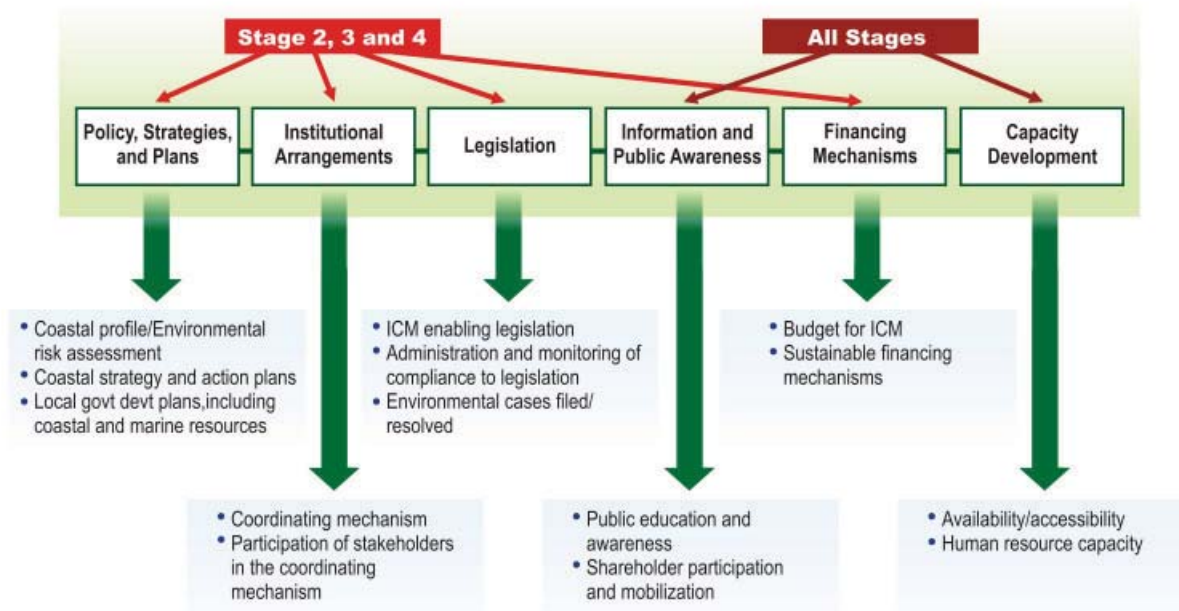 Stage 2, 3 and 4
All Stages
Policy, Strategies,
and Plans
Institutional
Arrangements
Legislation
Information and
Public Awareness
Financing
Mechanisms
Capacity
Development
• Coastal profile/Environmental
risk assessment
• Coastal strategy and action plans
• Local govt devt plans,including
coastal and marine resources
• ICM enabling legislation
• Administration and monitoring of
compliance to legislation
• Environmental cases filed/
resolved
• Budget for ICM
• Sustainable financing
mechanisms
• Coordinating mechanism
• Participation of stakeholders
in the coordinating
mechanism
• Public education and
awareness
• Shareholder participation
and mobilization
• Availability/accessibility
• Human resource capacity